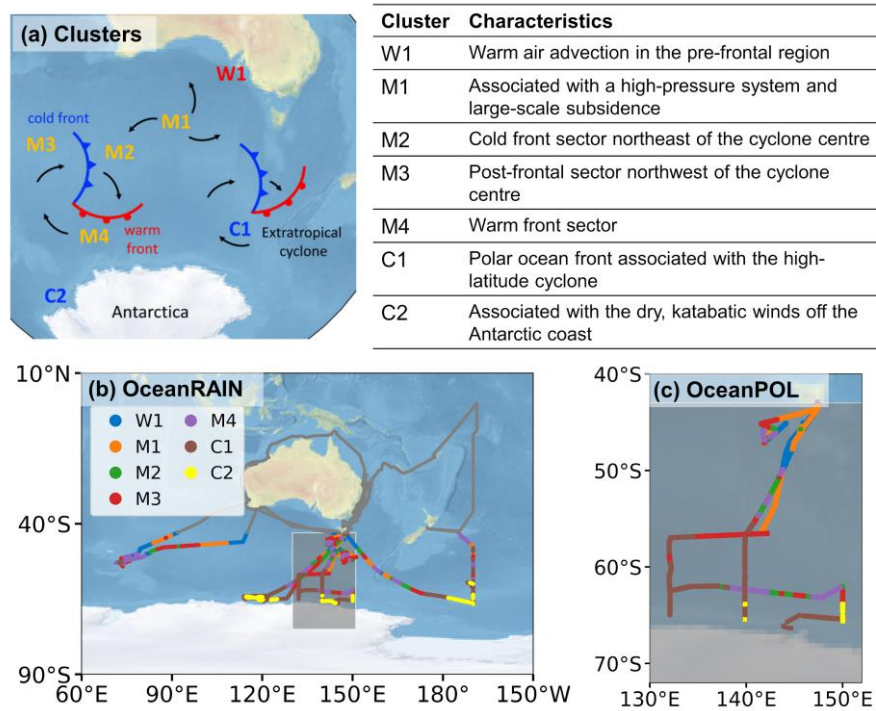 (a) Clusters
W1
cold front
M1
M3
M2
C1
Extratropical
cyclone
M4
warm
front
C2
Antarctica
Cluster Characteristics
W1 Warm air advection in the pre-frontal region
M1 Associated with a high-pressure system and
large-scale subsidence
M2 Cold front sector northeast of the cyclone centre
M3 Post-frontal sector northwest of the cyclone
centre
M4 Warm front sector
C1 Polar ocean front associated with the high-
latitude cyclone
C2 Associated with the dry, katabatic winds off the
Antarctic coast
10°N
(b) OceanRAIN
W1 M4
M1 C1
M2 C2
M3
40°S
90°S
60°E 90°E 120°E 150°E 180° 150°W
40°S
(c) OceanPOL
50°S
60°S
70°S
130°E 140°E 150°E